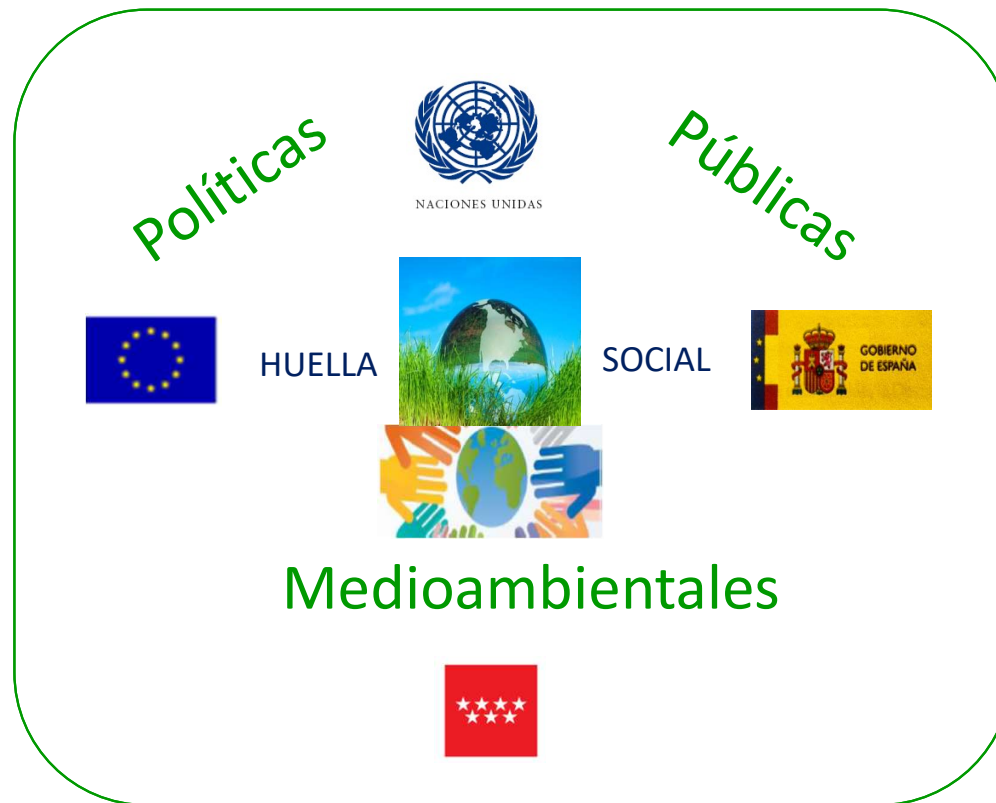 Políticas
Públicas
NACIONES UNIDAS
HUELLA
SOCIAL
GOBIERNO
DE ESPAÑA
Medioambientales